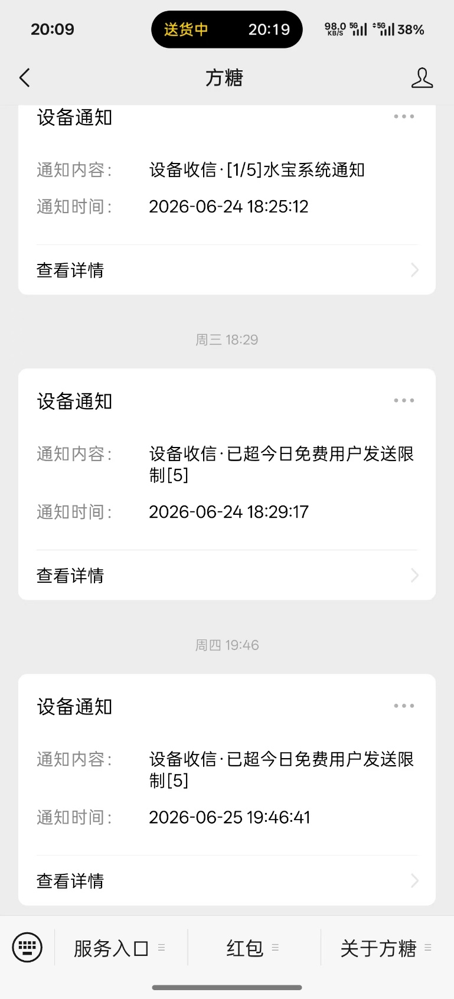 20:09
送货中 20:19
98.0 KB/S 5G 5G 38%
方糖
设备通知
通知内容: 设备收信·[1/5]水宝系统通知
通知时间: 2026-06-24 18:25:12
查看详情
周三 18:29
设备通知
通知内容: 设备收信·已超今日免费用户发送限
制[5]
通知时间: 2026-06-24 18:29:17
查看详情
周四 19:46
设备通知
通知内容: 设备收信·已超今日免费用户发送限
制[5]
通知时间: 2026-06-25 19:46:41
查看详情
服务入口 红包 关于方糖